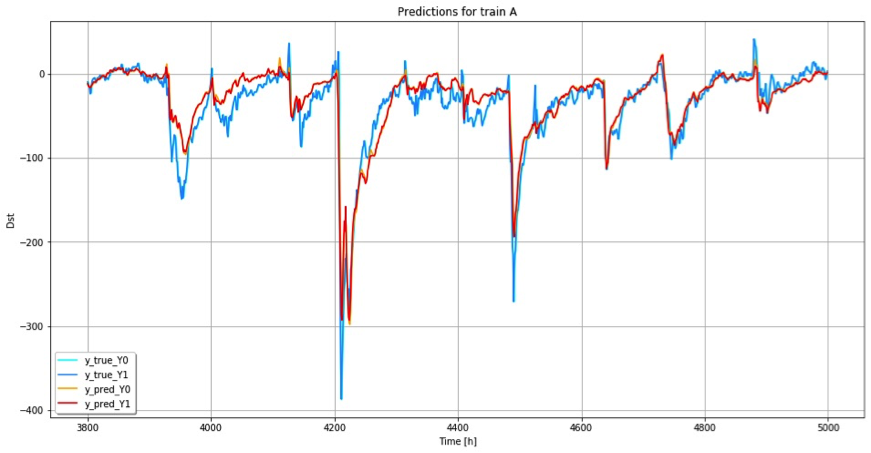 Predictions for train A
0
−100
−200
−300
−400
Dst
y_true_Y0
y_true_Y1
y_pred_Y0
y_pred_Y1
3800 4000 4200 4400 4600 4800 5000
Time [h]